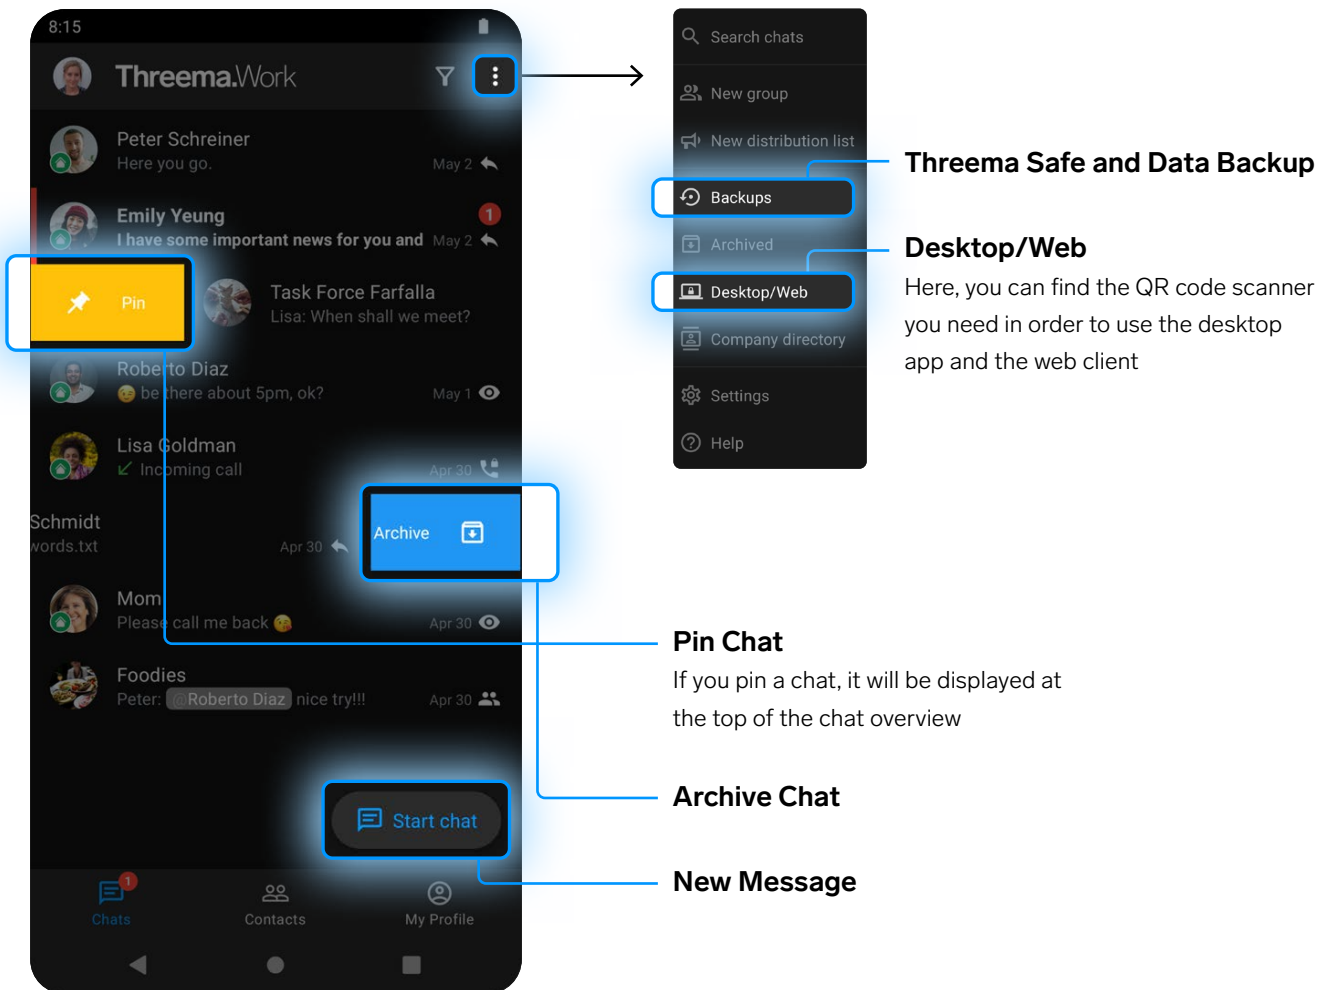 8:15
Threema.Work
Peter Schreiner
Here you go.
May 2
Emily Yeung
1
I have some important news for you and
May 2
Pin
Task Force Farfalla
Lisa: When shall we meet?
Roberto Diaz
😉 be there about 5pm, ok?
May 1
Lisa Goldman
Incoming call
Apr 30
Schmidt
words.txt
Apr 30
Archive
Mom
Please call me back 😘
Apr 30
Foodies
Peter: @Roberto Diaz nice try!!!
Apr 30
Start chat
1
Chats
Contacts
My Profile
Search chats
New group
New distribution list
Backups
Archived
Desktop/Web
Company directory
Settings
Help
Threema Safe and Data Backup
Desktop/Web
Here, you can find the QR code scanner
you need in order to use the desktop
app and the web client
Pin Chat
If you pin a chat, it will be displayed at
the top of the chat overview
Archive Chat
New Message